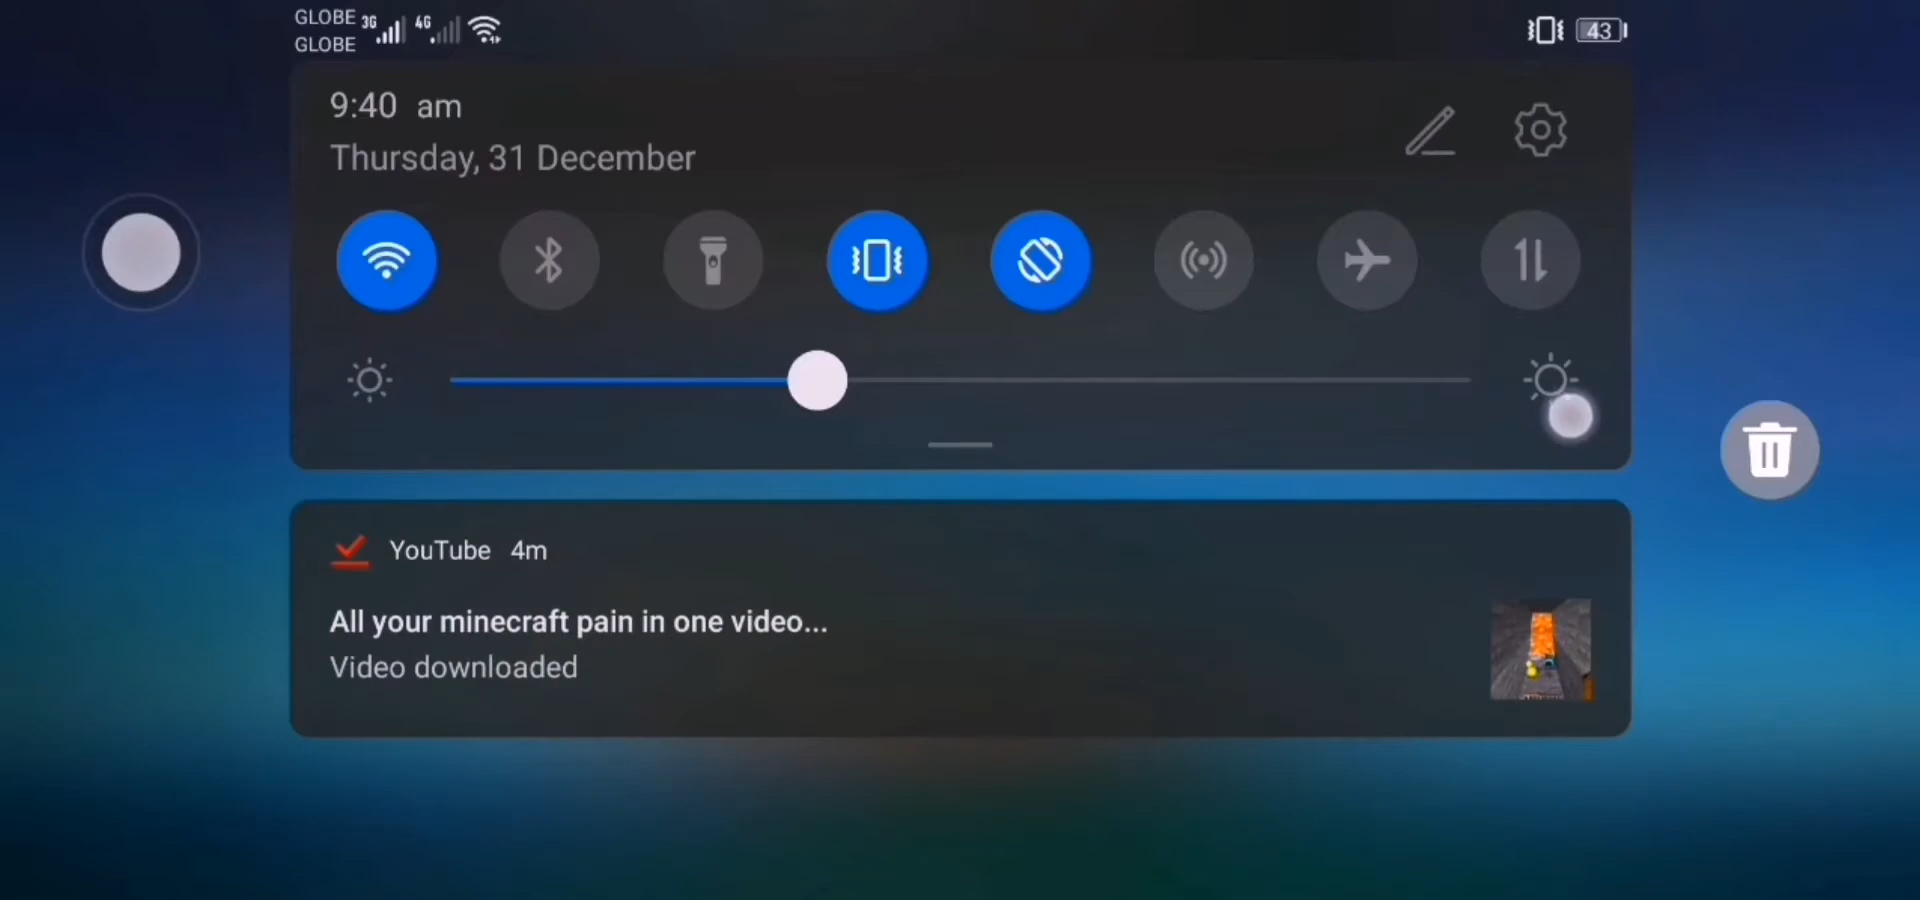 GLOBE 3G 4G
GLOBE
43
9:40 am
Thursday, 31 December
YouTube 4m
All your minecraft pain in one video...
Video downloaded